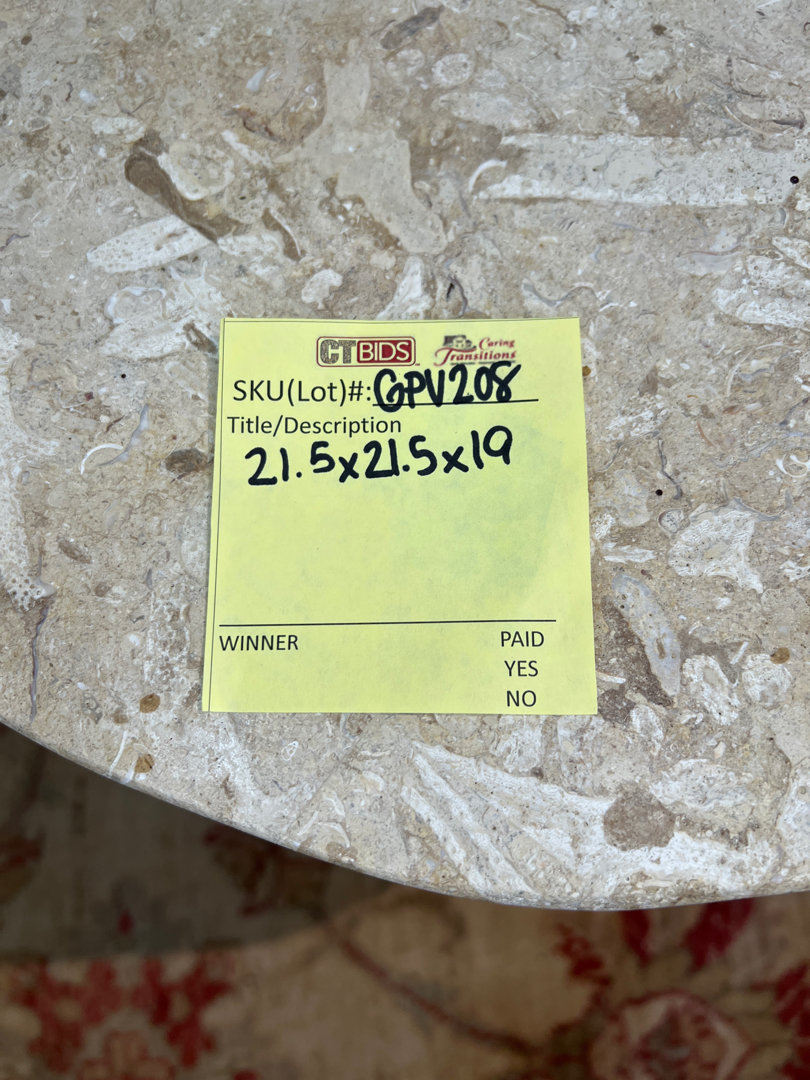 CTBIDS Caring Transitions
SKU(Lot)#: GPV208
Title/Description
21.5x21.5x19
WINNER PAID
YES
NO